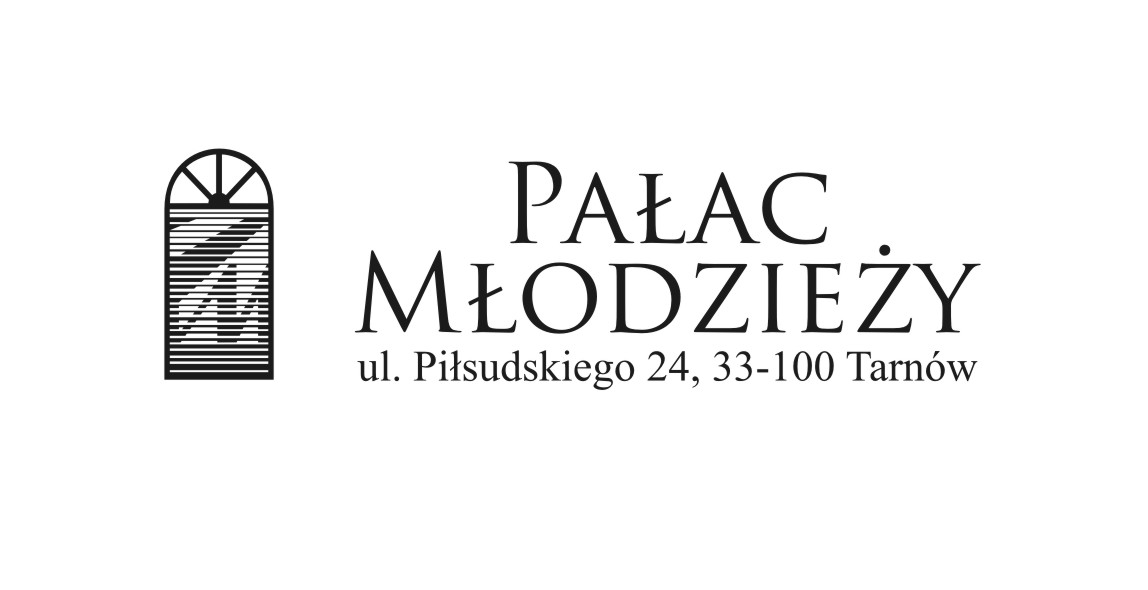 PAŁAC
MŁODZIEŻY
ul. Piłsudskiego 24, 33-100 Tarnów